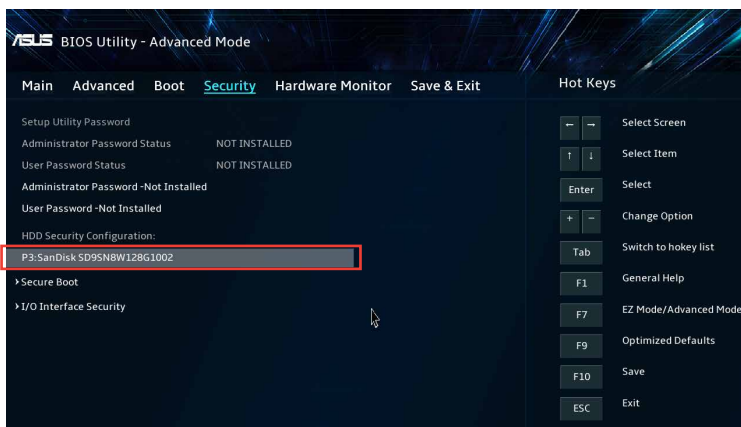 ASUS BIOS Utility - Advanced Mode
Main Advanced Boot Security Hardware Monitor Save & Exit
Setup Utility Password
Administrator Password Status NOT INSTALLED
User Password Status NOT INSTALLED
Administrator Password -Not Installed
User Password -Not Installed
HDD Security Configuration:
P3:SanDisk SD9SN8W128G1002
› Secure Boot
› I/O Interface Security
Hot Keys
← → Select Screen
↑ ↓ Select Item
Enter Select
+ − Change Option
Tab Switch to hokey list
F1 General Help
F7 EZ Mode/Advanced Mode
F9 Optimized Defaults
F10 Save
ESC Exit